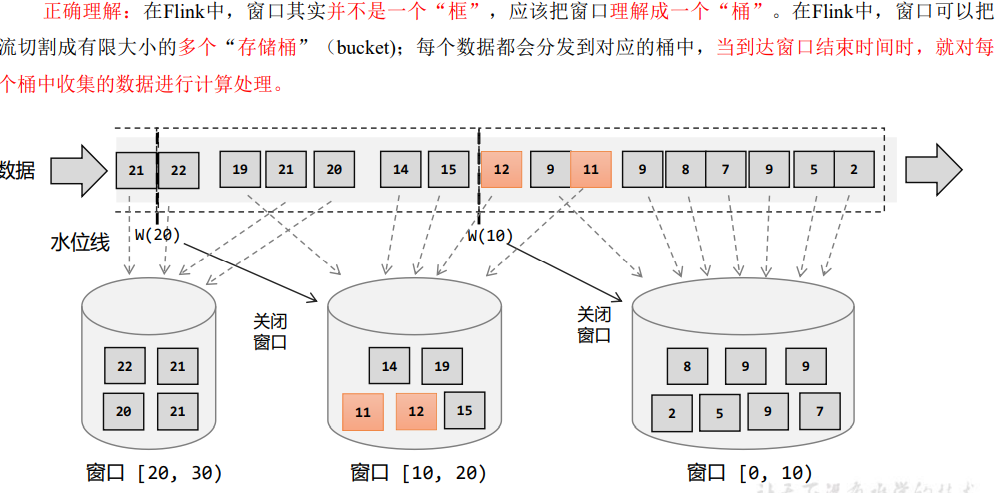 正确理解：在Flink中，窗口其实并不是一个“框”，应该把窗口理解成一个“桶”。在Flink中，窗口可以把
流切割成有限大小的多个“存储桶”（bucket)；每个数据都会分发到对应的桶中，当到达窗口结束时间时，就对每
个桶中收集的数据进行计算处理。
数据
21 22 19 21 20 14 15 12 9 11 9 8 7 9 5 2
水位线 W(20) W(10)
关闭
窗口
关闭
窗口
22 21
20 21
14 19
11 12 15
8 9 9
2 5 9 7
窗口 [20, 30) 窗口 [10, 20) 窗口 [0, 10)